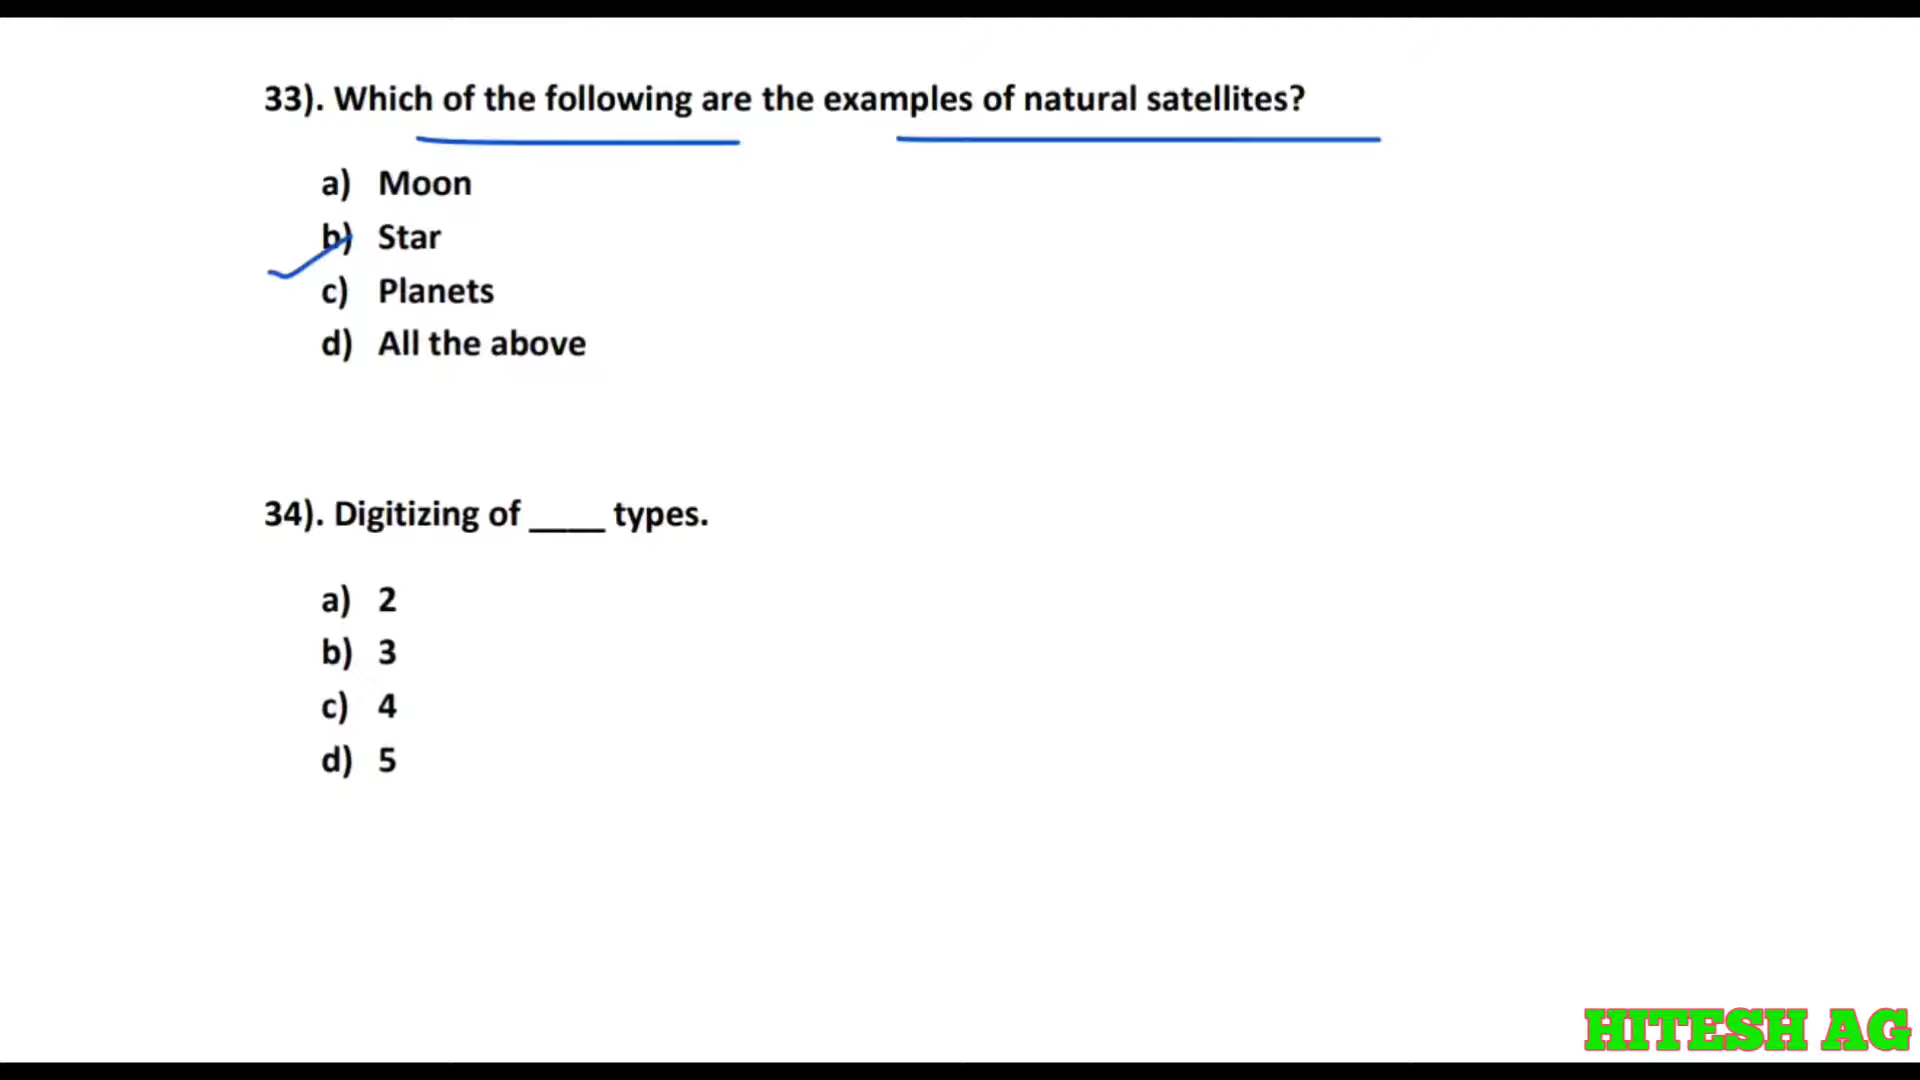 33). Which of the following are the examples of natural satellites?
a) Moon
b) Star
c) Planets
d) All the above
34). Digitizing of ____ types.
a) 2
b) 3
c) 4
d) 5
HITESH AG